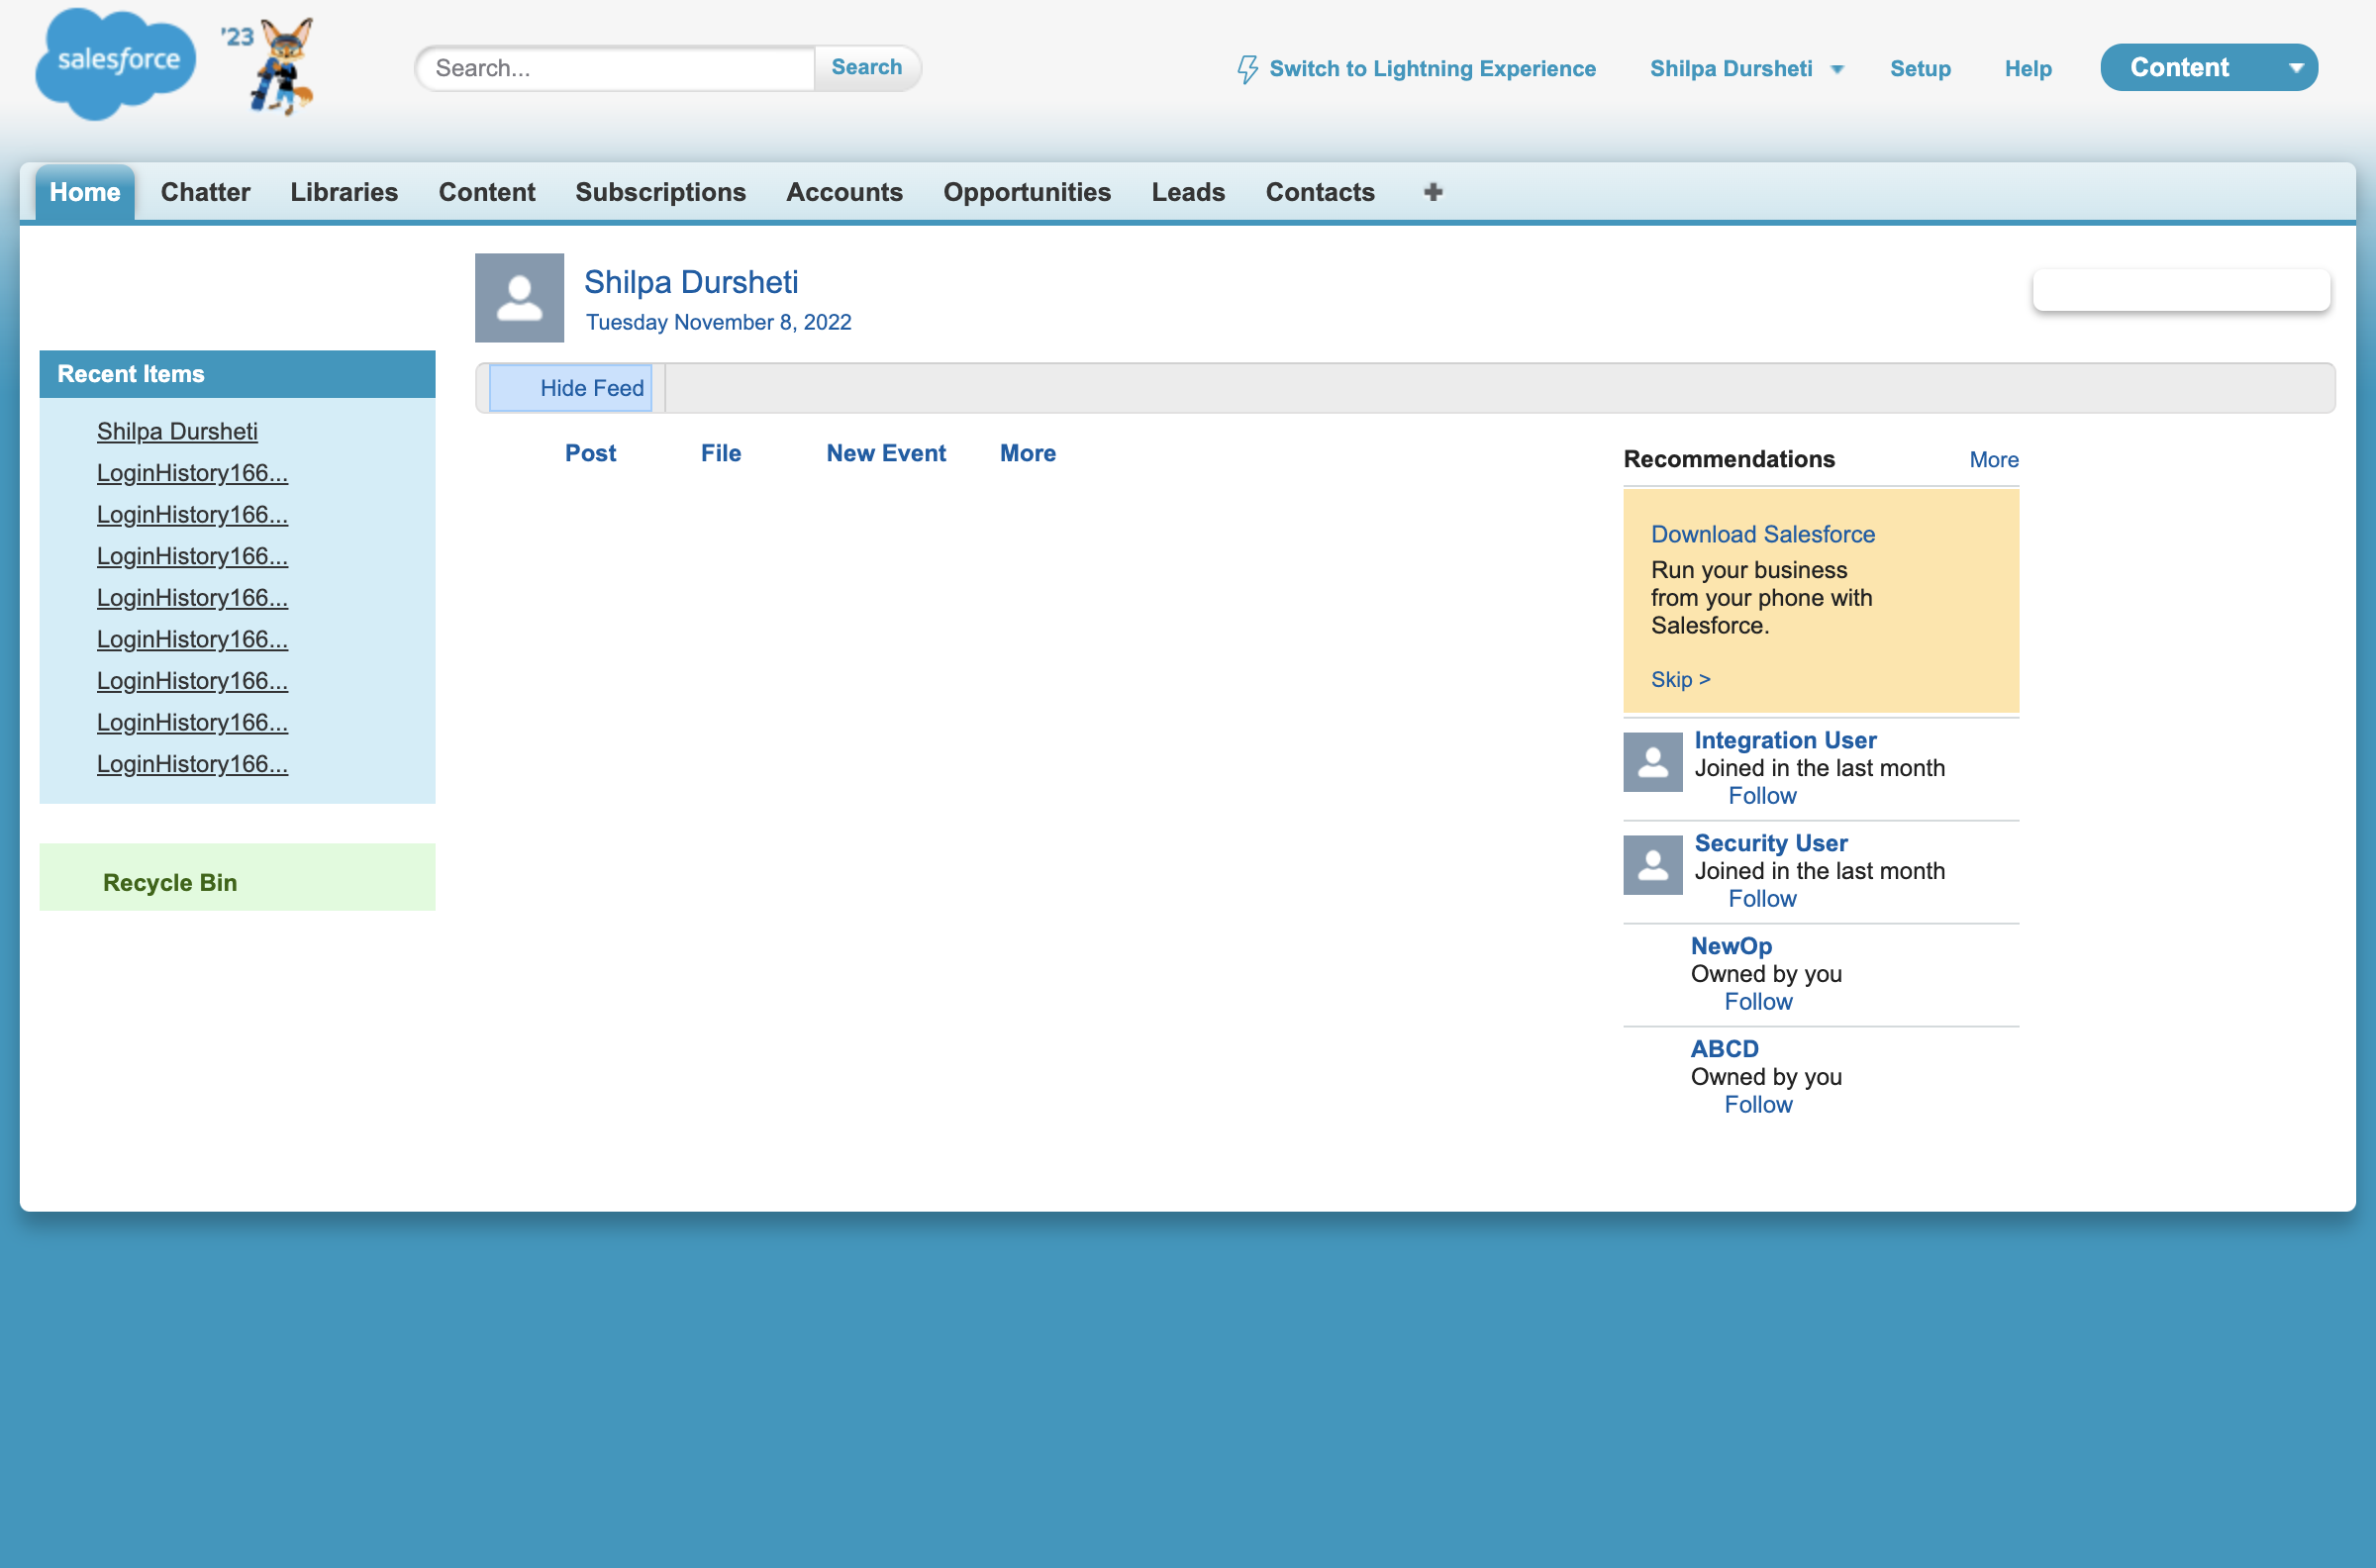 salesforce
'23
Search...
Search
Switch to Lightning Experience
Shilpa Dursheti
Setup
Help
Content
Home
Chatter
Libraries
Content
Subscriptions
Accounts
Opportunities
Leads
Contacts
Shilpa Dursheti
Tuesday November 8, 2022
Recent Items
Shilpa Dursheti
LoginHistory166...
LoginHistory166...
LoginHistory166...
LoginHistory166...
LoginHistory166...
LoginHistory166...
LoginHistory166...
LoginHistory166...
Recycle Bin
Hide Feed
Post
File
New Event
More
Recommendations
More
Download Salesforce
Run your business
from your phone with
Salesforce.
Skip >
Integration User
Joined in the last month
Follow
Security User
Joined in the last month
Follow
NewOp
Owned by you
Follow
ABCD
Owned by you
Follow